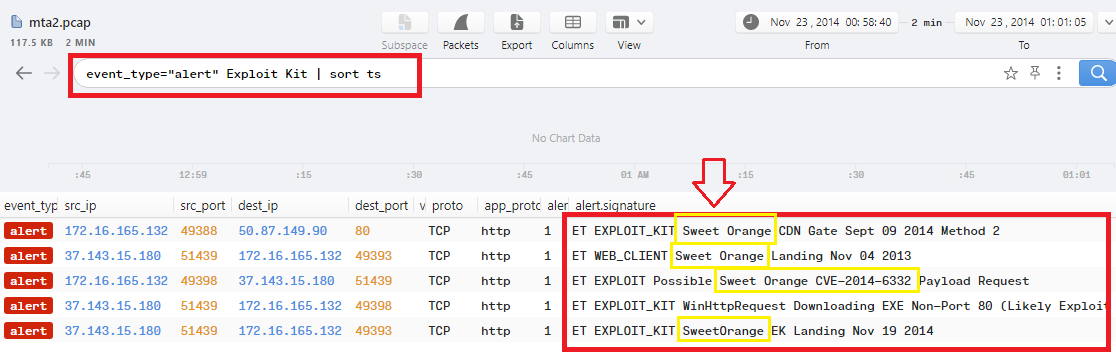 mta2.pcap
117.5 KB 2 MIN
Subspace Packets Export Columns View
Nov 23 , 2014 00:58:40 2 min Nov 23 , 2014 01:01:05
From To
event_type="alert" Exploit Kit | sort ts
No Chart Data
:45 12:59 :15 :30 :45 01 AM :15 :30 :45 01:01
event_typ src_ip src_port dest_ip dest_port v proto app_proto aler alert.signature
alert 172.16.165.132 49388 50.87.149.90 80 TCP http 1 ET EXPLOIT_KIT Sweet Orange CDN Gate Sept 09 2014 Method 2
alert 37.143.15.180 51439 172.16.165.132 49393 TCP http 1 ET WEB_CLIENT Sweet Orange Landing Nov 04 2013
alert 172.16.165.132 49398 37.143.15.180 51439 TCP http 1 ET EXPLOIT Possible Sweet Orange CVE-2014-6332 Payload Request
alert 37.143.15.180 51439 172.16.165.132 49398 TCP http 1 ET EXPLOIT_KIT WinHttpRequest Downloading EXE Non-Port 80 (Likely Exploit
alert 37.143.15.180 51439 172.16.165.132 49393 TCP http 1 ET EXPLOIT_KIT SweetOrange EK Landing Nov 19 2014